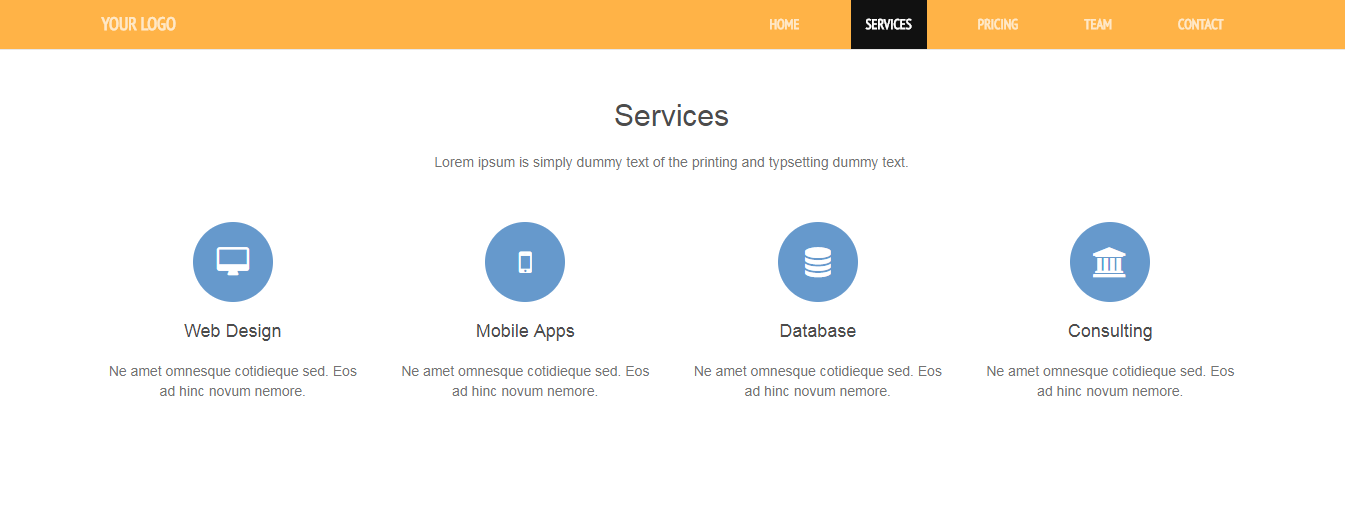 YOUR LOGO
HOME SERVICES PRICING TEAM CONTACT
Services
Lorem ipsum is simply dummy text of the printing and typsetting dummy text.
Web Design
Ne amet omnesque cotidieque sed. Eos
ad hinc novum nemore.
Mobile Apps
Ne amet omnesque cotidieque sed. Eos
ad hinc novum nemore.
Database
Ne amet omnesque cotidieque sed. Eos
ad hinc novum nemore.
Consulting
Ne amet omnesque cotidieque sed. Eos
ad hinc novum nemore.